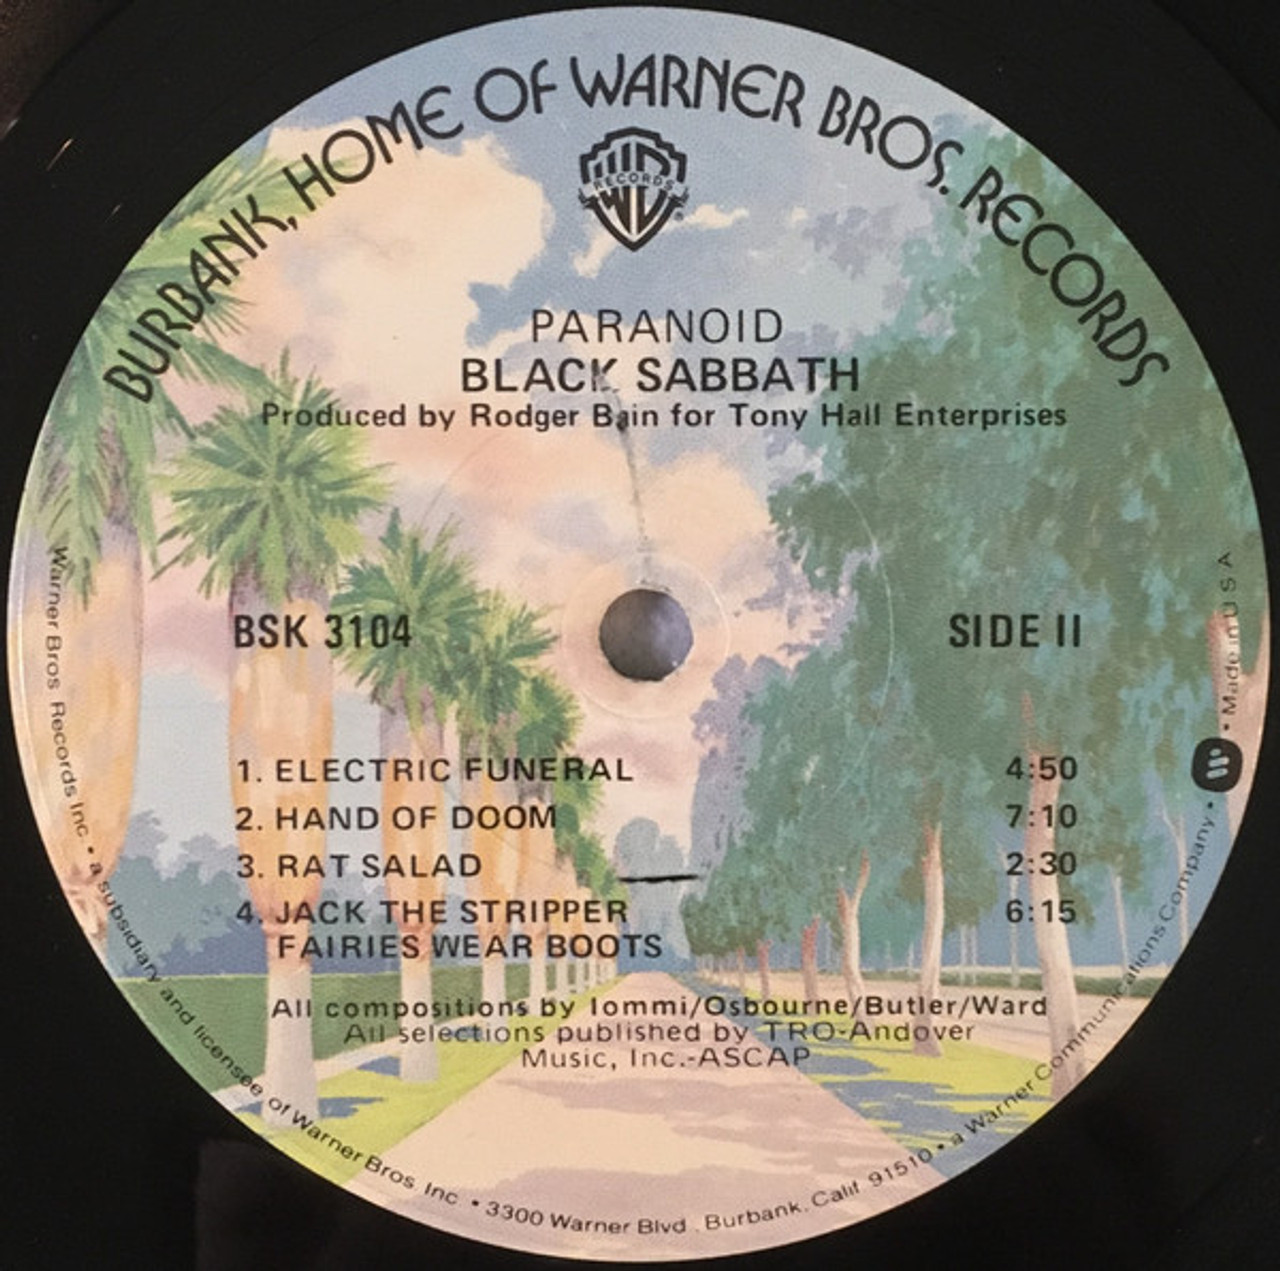 BURBANK, HOME OF WARNER BROS. RECORDS
RECORDS
PARANOID
BLACK SABBATH
Produced by Rodger Bain for Tony Hall Enterprises
BSK 3104
SIDE II
1. ELECTRIC FUNERAL 4:50
2. HAND OF DOOM 7:10
3. RAT SALAD 2:30
4. JACK THE STRIPPER 6:15
FAIRIES WEAR BOOTS
All compositions by Iommi/Osbourne/Butler/Ward
All selections published by TRO-Andover
Music, Inc.-ASCAP
Warner Bros. Records Inc. • a subsidiary and licensee of Warner Bros. Inc. • 3300 Warner Blvd., Burbank, Calif. 91510 • a Warner Communications Company • Made in U S A